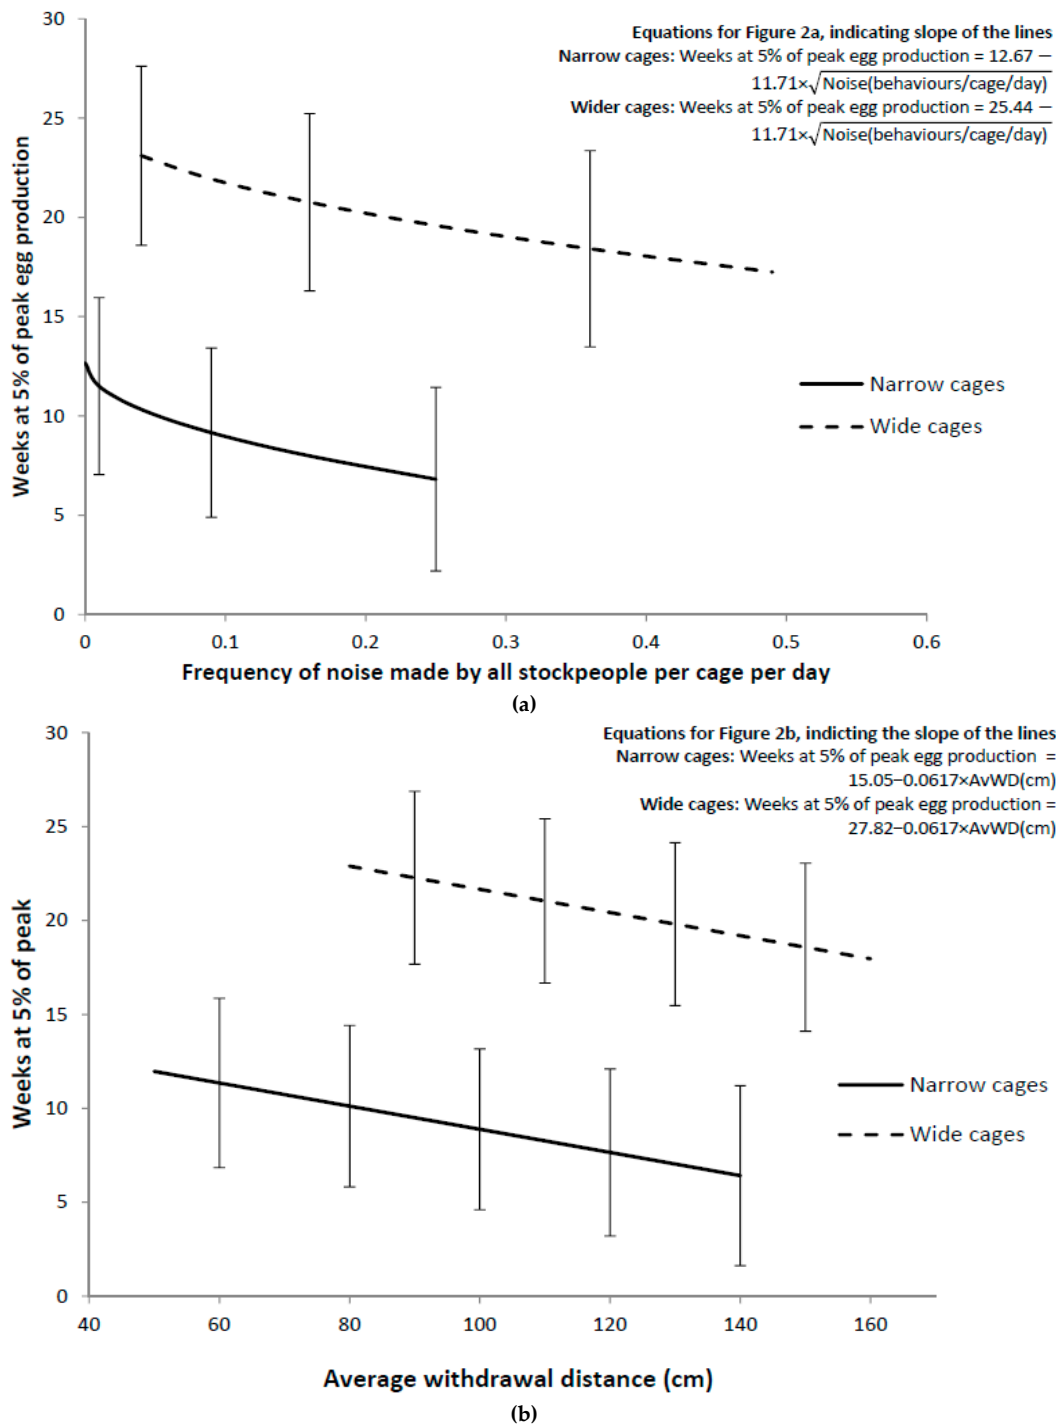 30
Equations for Figure 2a, indicating slope of the lines
Narrow cages: Weeks at 5% of peak egg production = 12.67 −
11.71×√Noise(behaviours/cage/day)
Wider cages: Weeks at 5% of peak egg production = 25.44 −
11.71×√Noise(behaviours/cage/day)
25
20
15
10
5
0
Weeks at 5% of peak egg production
Narrow cages
Wide cages
0 0.1 0.2 0.3 0.4 0.5 0.6
Frequency of noise made by all stockpeople per cage per day
(a)
30
Equations for Figure 2b, indicting the slope of the lines
Narrow cages: Weeks at 5% of peak egg production =
15.05−0.0617×AvWD(cm)
Wide cages: Weeks at 5% of peak egg production =
27.82−0.0617×AvWD(cm)
25
20
15
10
5
0
Weeks at 5% of peak
Narrow cages
Wide cages
40 60 80 100 120 140 160
Average withdrawal distance (cm)
(b)